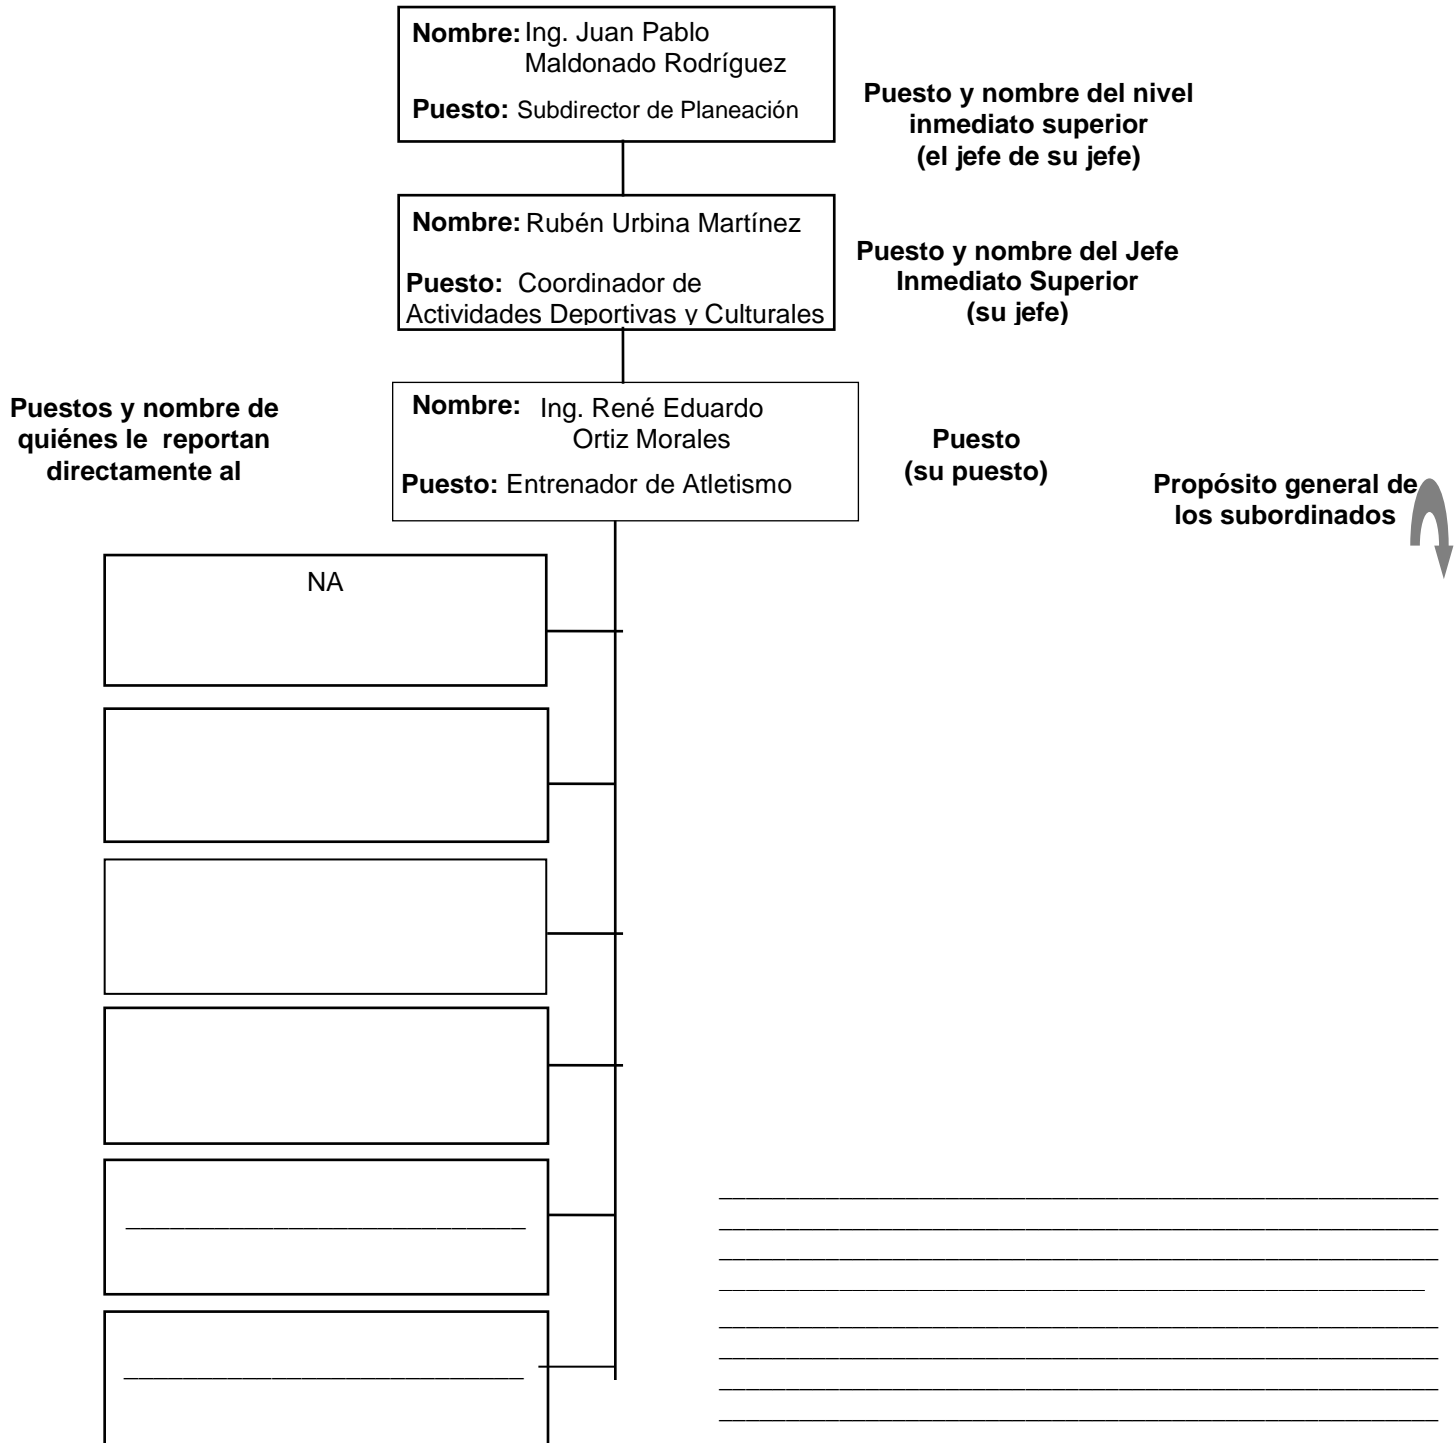 Nombre: Ing. Juan Pablo
Maldonado Rodríguez
Puesto: Subdirector de Planeación
Puesto y nombre del nivel
inmediato superior
(el jefe de su jefe)
Nombre: Rubén Urbina Martínez
Puesto: Coordinador de
Actividades Deportivas y Culturales
Puesto y nombre del Jefe
Inmediato Superior
(su jefe)
Puestos y nombre de
quiénes le reportan
directamente al
Nombre: Ing. René Eduardo
Ortiz Morales
Puesto: Entrenador de Atletismo
Puesto
(su puesto)
Propósito general de
los subordinados
NA